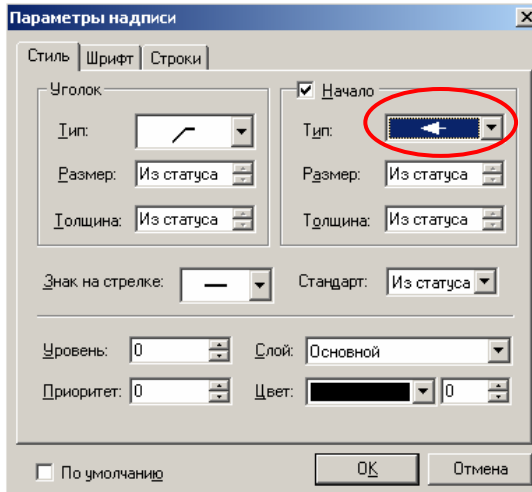 Параметры надписи
Стиль Шрифт Строки
Уголок
Тип:
Размер: Из статуса
Толщина: Из статуса
Начало
Тип:
Размер: Из статуса
Толщина: Из статуса
Знак на стрелке: Стандарт: Из статуса
Уровень: 0 Слой: Основной
Приоритет: 0 Цвет: 0
По умолчанию OK Отмена